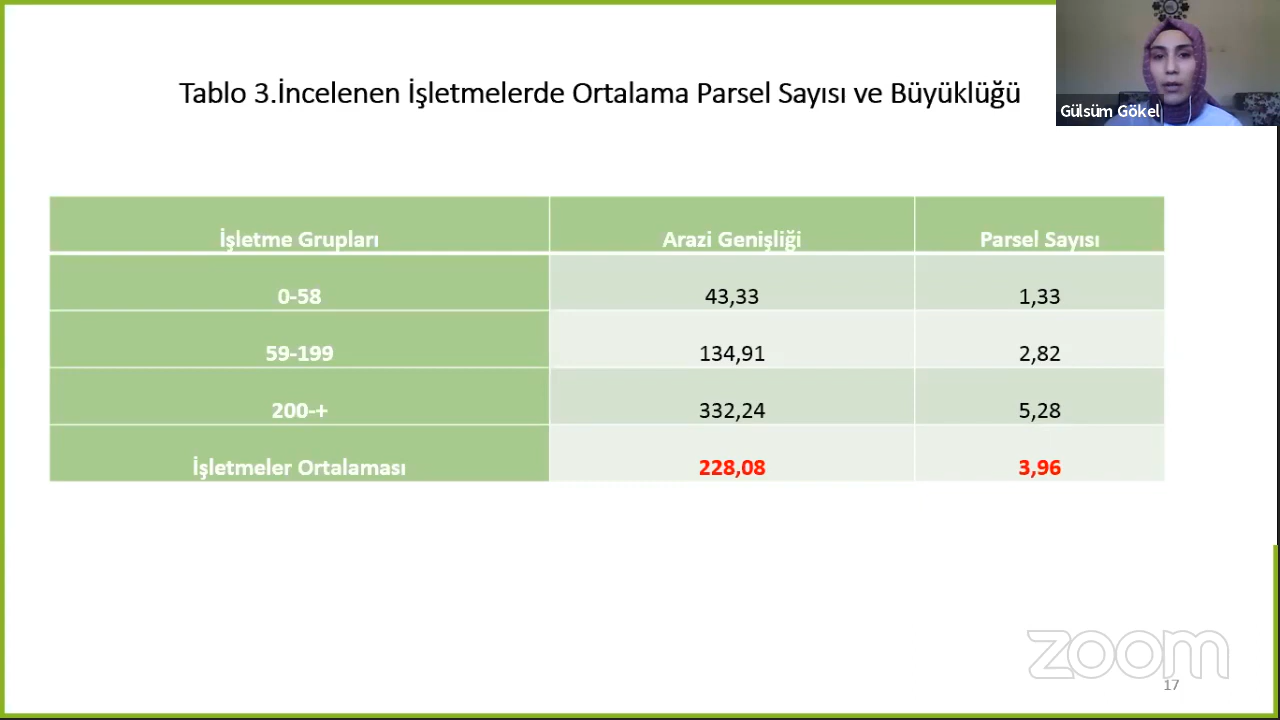 Tablo 3.İncelenen İşletmelerde Ortalama Parsel Sayısı ve Büyüklüğü
Gülsüm Gökel
İşletme Grupları Arazi Genişliği Parsel Sayısı
0-58 43,33 1,33
59-199 134,91 2,82
200-+ 332,24 5,28
İşletmeler Ortalaması 228,08 3,96
zoom
17